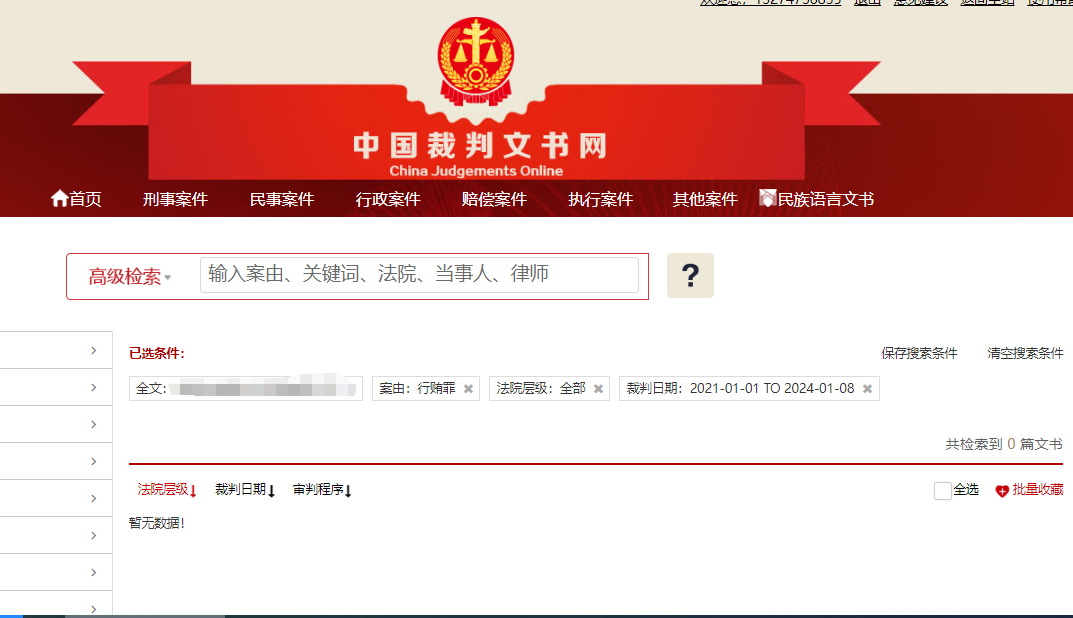 中国裁判文书网
China Judgements Online
首页 刑事案件 民事案件 行政案件 赔偿案件 执行案件 其他案件 民族语言文书
高级检索 输入案由、关键词、法院、当事人、律师 ?
已选条件: 保存搜索条件 清空搜索条件
全文: 案由：行贿罪 法院层级：全部 裁判日期：2021-01-01 TO 2024-01-08
共检索到 0 篇文书
法院层级 裁判日期 审判程序 全选 批量收藏
暂无数据!